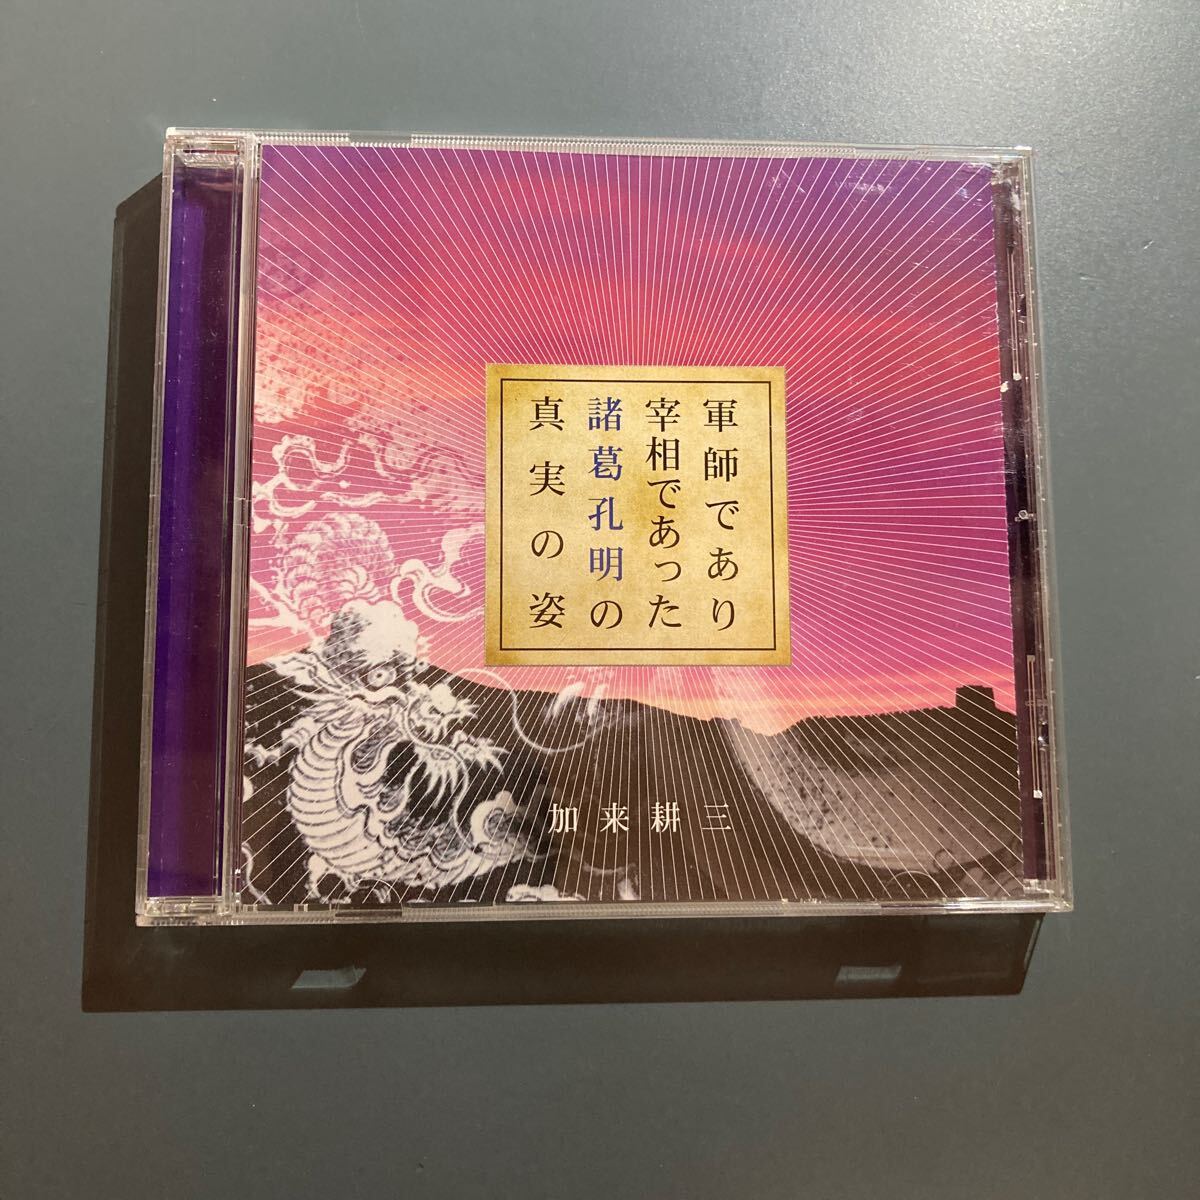 軍師であり
宰相であった
諸葛孔明の
真実の姿
加来耕三